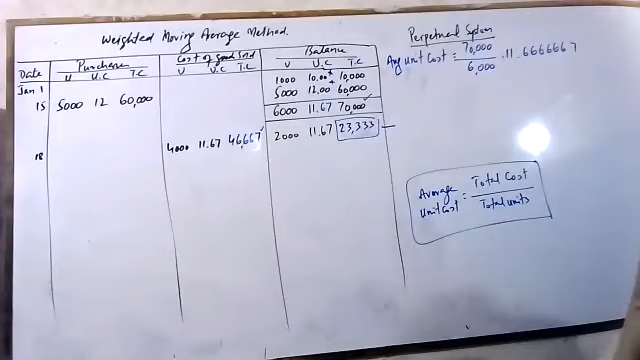 Weighted Moving Average Method.
Perpetual System
Purchase Cost of good Sold Balance
Date U U.C T.C U U.C T.C U U.C T.C
Avg unit Cost = 70,000 / 6,000 = 11.6666667
Jan 1 1000 10.00 10,000
15 5000 12 60,000 5000 12.00 60,000
6000 11.67 70,000
18 4000 11.67 46,667 2000 11.67 23,333
Average Unit Cost = Total Cost / Total units